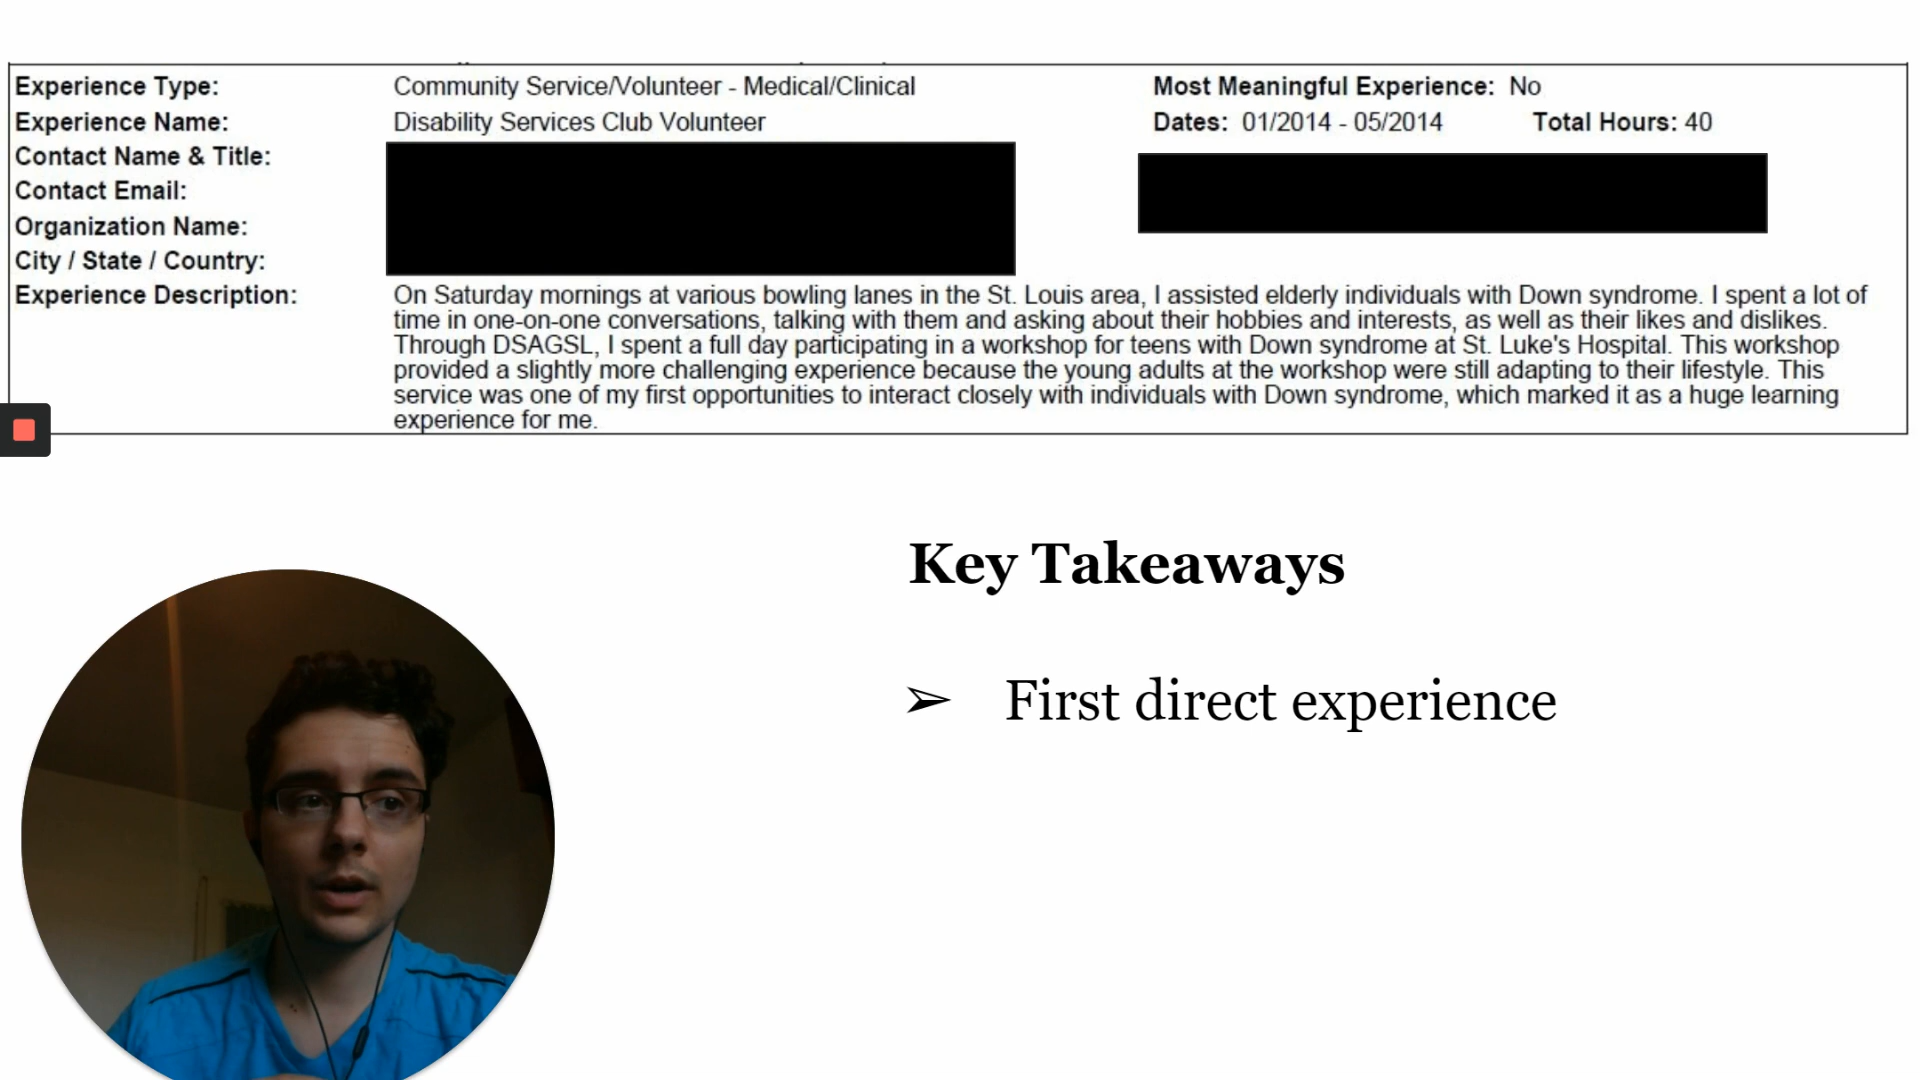 Experience Type: Community Service/Volunteer - Medical/Clinical Most Meaningful Experience: No
Experience Name: Disability Services Club Volunteer Dates: 01/2014 - 05/2014 Total Hours: 40
Contact Name & Title:
Contact Email:
Organization Name:
City / State / Country:
Experience Description: On Saturday mornings at various bowling lanes in the St. Louis area, I assisted elderly individuals with Down syndrome. I spent a lot of
time in one-on-one conversations, talking with them and asking about their hobbies and interests, as well as their likes and dislikes.
Through DSAGSL, I spent a full day participating in a workshop for teens with Down syndrome at St. Luke's Hospital. This workshop
provided a slightly more challenging experience because the young adults at the workshop were still adapting to their lifestyle. This
service was one of my first opportunities to interact closely with individuals with Down syndrome, which marked it as a huge learning
experience for me.
Key Takeaways
➢ First direct experience